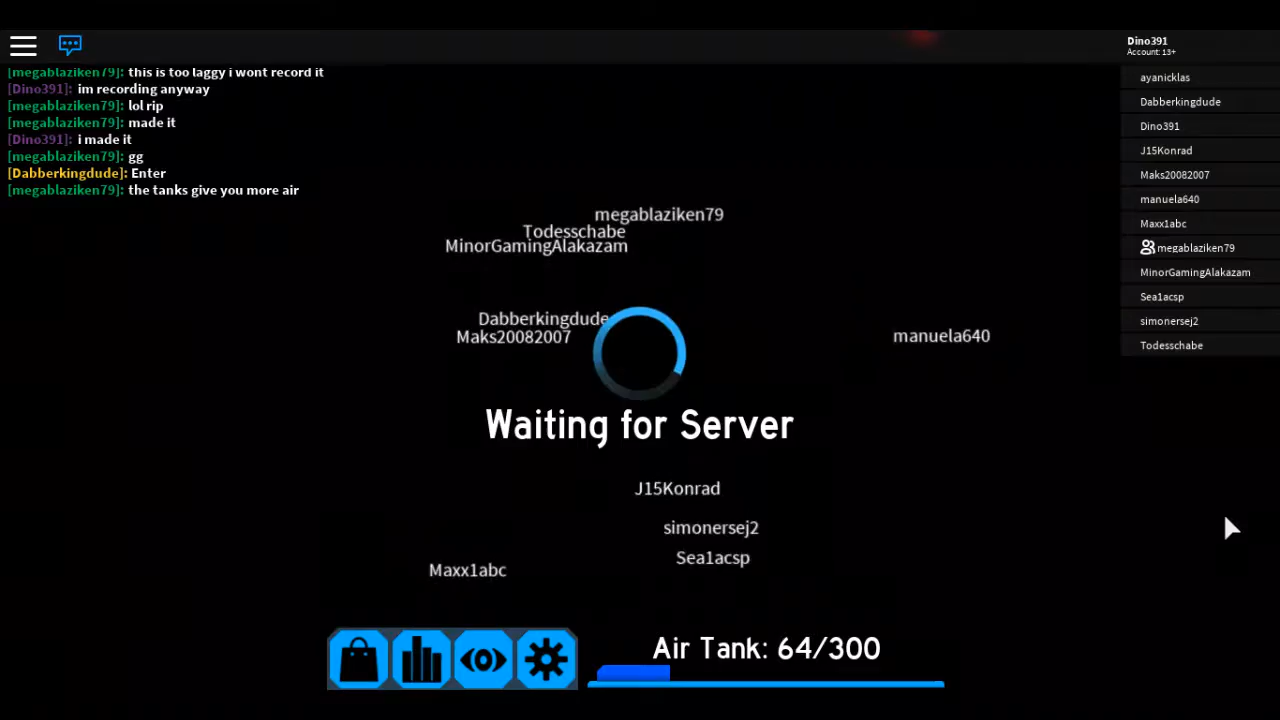 Dino391
Account: 13+
[megablaziken79]: this is too laggy i wont record it
[Dino391]: im recording anyway
[megablaziken79]: lol rip
[megablaziken79]: made it
[Dino391]: i made it
[megablaziken79]: gg
[Dabberkingdude]: Enter
[megablaziken79]: the tanks give you more air
ayanicklas
Dabberkingdude
Dino391
J15Konrad
Maks20082007
manuela640
Maxx1abc
megablaziken79
MinorGamingAlakazam
Sea1acsp
simonersej2
Todesschabe
megablaziken79
Todesschabe
MinorGamingAlakazam
Dabberkingdude
Maks20082007
manuela640
Waiting for Server
J15Konrad
simonersej2
Sea1acsp
Maxx1abc
Air Tank: 64/300